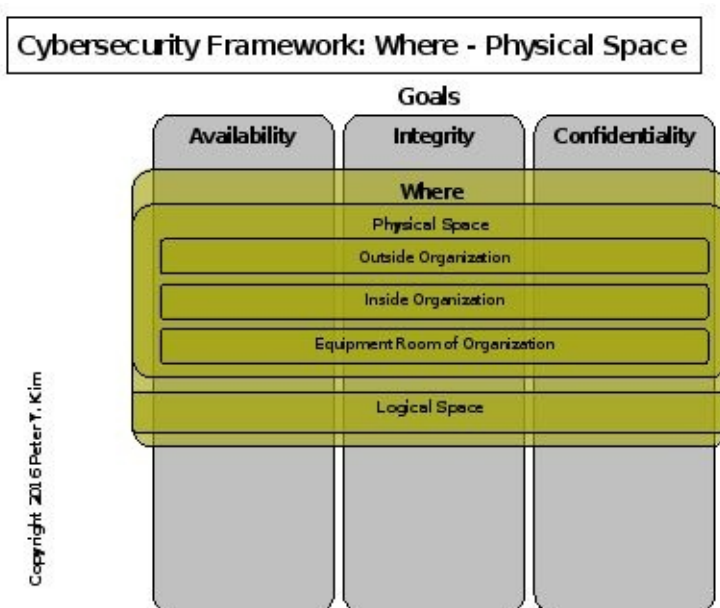 Cybersecurity Framework: Where - Physical Space
Goals
Availability
Integrity
Confidentiality
Where
Physical Space
Outside Organization
Inside Organization
Equipment Room of Organization
Logical Space
Copyright 2016 Peter T. Kim